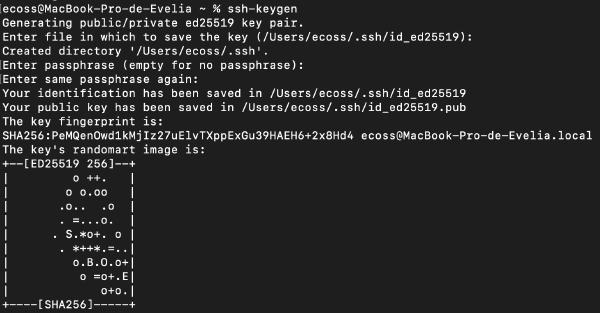 ecoss@MacBook-Pro-de-Evelia ~ % ssh-keygen
Generating public/private ed25519 key pair.
Enter file in which to save the key (/Users/ecoss/.ssh/id_ed25519):
Created directory '/Users/ecoss/.ssh'.
Enter passphrase (empty for no passphrase):
Enter same passphrase again:
Your identification has been saved in /Users/ecoss/.ssh/id_ed25519
Your public key has been saved in /Users/ecoss/.ssh/id_ed25519.pub
The key fingerprint is:
SHA256:PeMQenOwd1kMjIz27uElvTXppExGu39HAEH6+2x8Hd4 ecoss@MacBook-Pro-de-Evelia.local
The key's randomart image is:
+--[ED25519 256]--+
|         o ++.   |
|        o o.oo   |
|       .o..  .o  |
|       . =...o.  |
|      . S.*o+. o |
|       . *++*.=..|
|        o.B.O.o+|
|         o =o+.E|
|            o+o.|
+----[SHA256]-----+